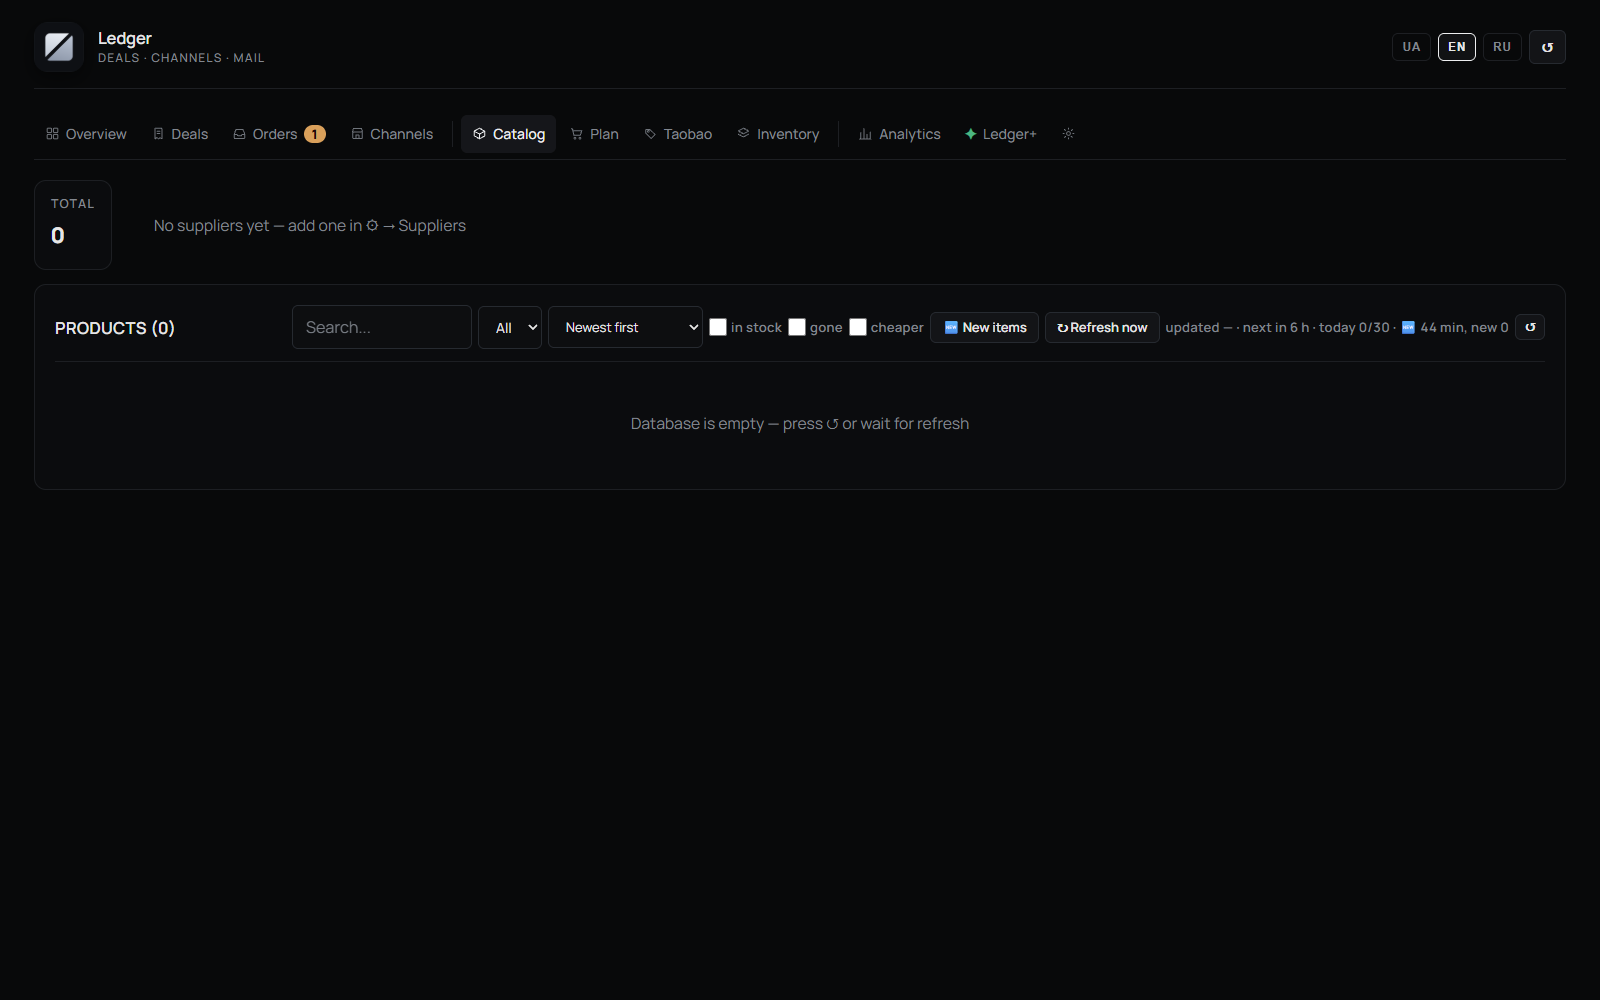 Ledger
DEALS · CHANNELS · MAIL
UA EN RU ↺
Overview Deals Orders 1 Channels Catalog Plan Taobao Inventory Analytics Ledger+
TOTAL
0
No suppliers yet — add one in ⚙ → Suppliers
PRODUCTS (0) Search... All Newest first in stock gone cheaper 🆕 New items ↻ Refresh now updated — · next in 6 h · today 0/30 · 🆕 44 min, new 0 ↺
Database is empty — press ↺ or wait for refresh